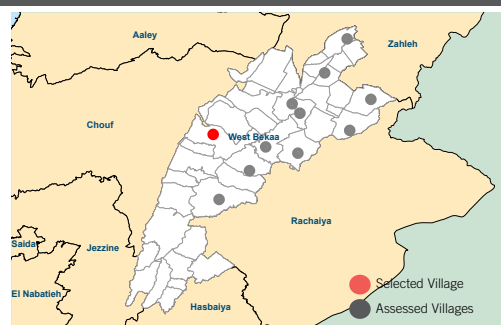 Aaley
Zahleh
Chouf
West Bekaa
Rachaiya
Saida
Jezzine
El Nabatieh
Hasbaiya
Selected Village
Assessed Villages